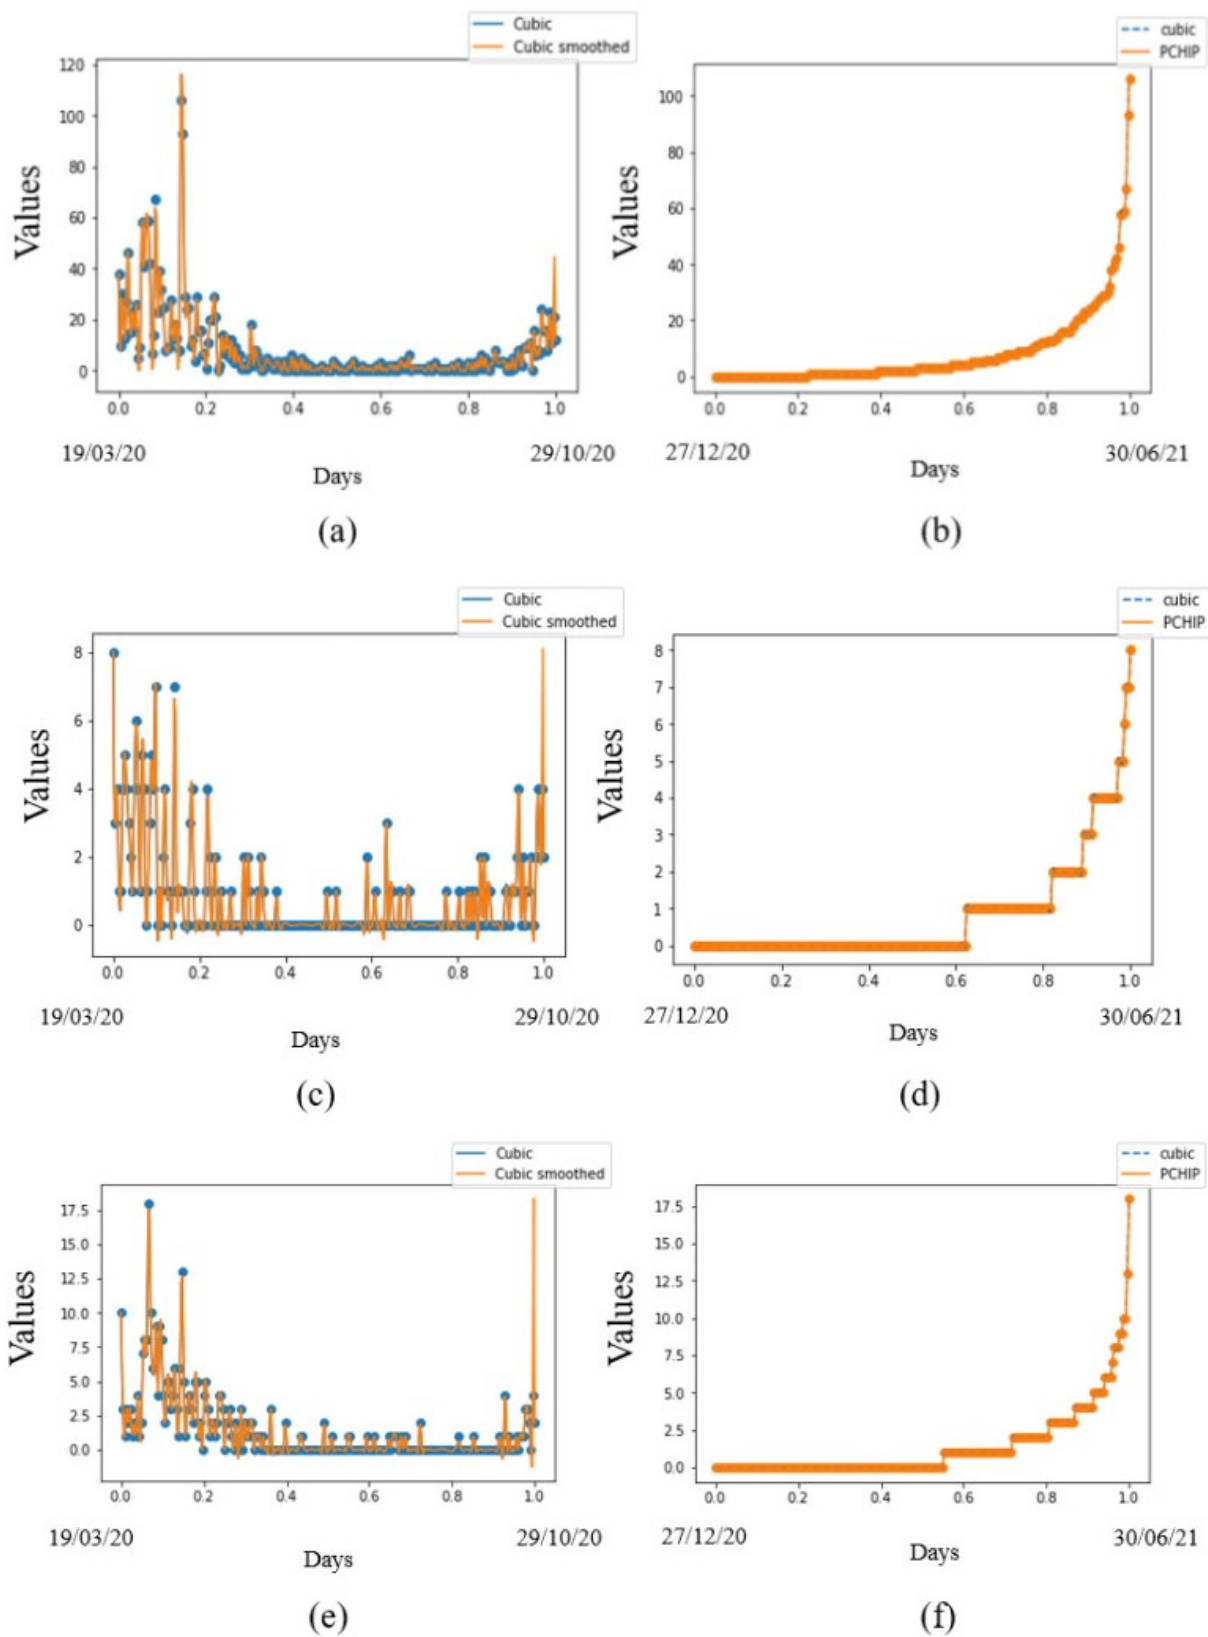 Cubic
Cubic smoothed
cubic
PCHIP
Values
120
100
80
60
40
20
0
0.0 0.2 0.4 0.6 0.8 1.0
19/03/20 29/10/20
Days
(a)
Values
100
80
60
40
20
0
0.0 0.2 0.4 0.6 0.8 1.0
27/12/20 30/06/21
Days
(b)
Cubic
Cubic smoothed
cubic
PCHIP
Values
8
6
4
2
0
0.0 0.2 0.4 0.6 0.8 1.0
19/03/20 29/10/20
Days
(c)
Values
8
7
6
5
4
3
2
1
0
0.0 0.2 0.4 0.6 0.8 1.0
27/12/20 30/06/21
Days
(d)
Cubic
Cubic smoothed
cubic
PCHIP
Values
17.5
15.0
12.5
10.0
7.5
5.0
2.5
0.0
0.0 0.2 0.4 0.6 0.8 1.0
19/03/20 29/10/20
Days
(e)
Values
17.5
15.0
12.5
10.0
7.5
5.0
2.5
0.0
0.0 0.2 0.4 0.6 0.8 1.0
27/12/20 30/06/21
Days
(f)